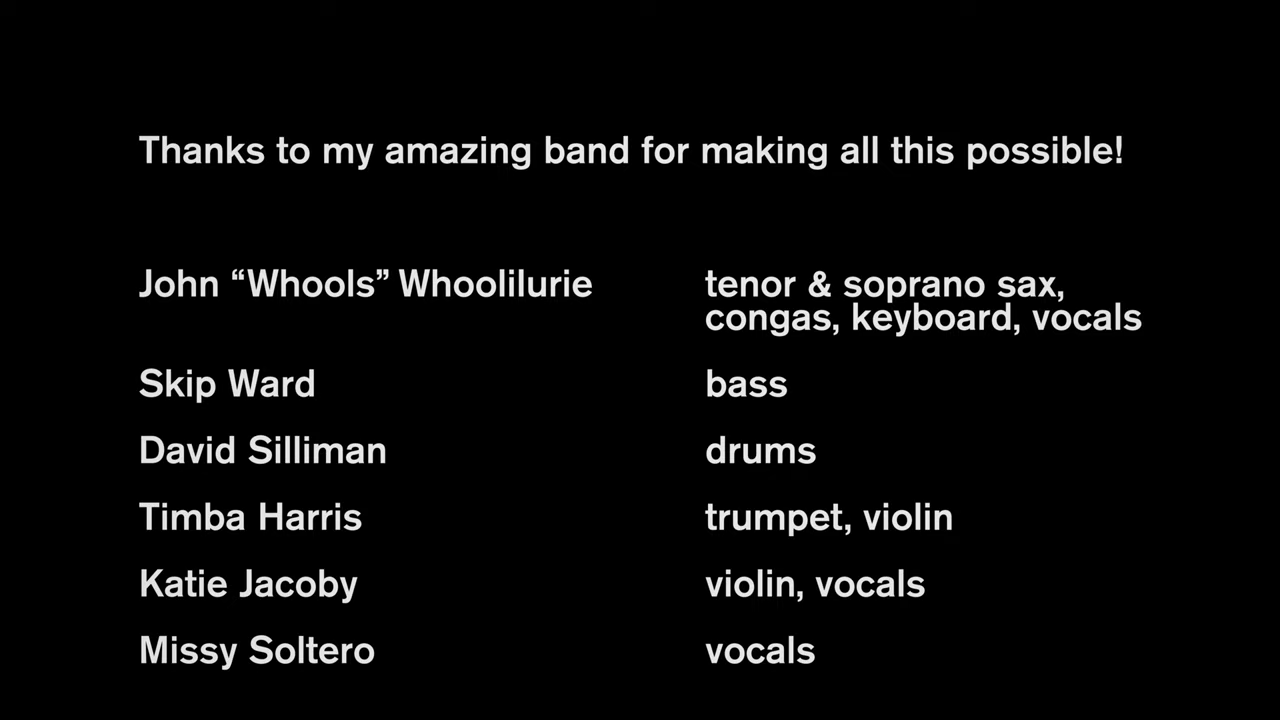 Thanks to my amazing band for making all this possible!
John “Whools” Whoolilurie tenor & soprano sax,
congas, keyboard, vocals
Skip Ward bass
David Silliman drums
Timba Harris trumpet, violin
Katie Jacoby violin, vocals
Missy Soltero vocals